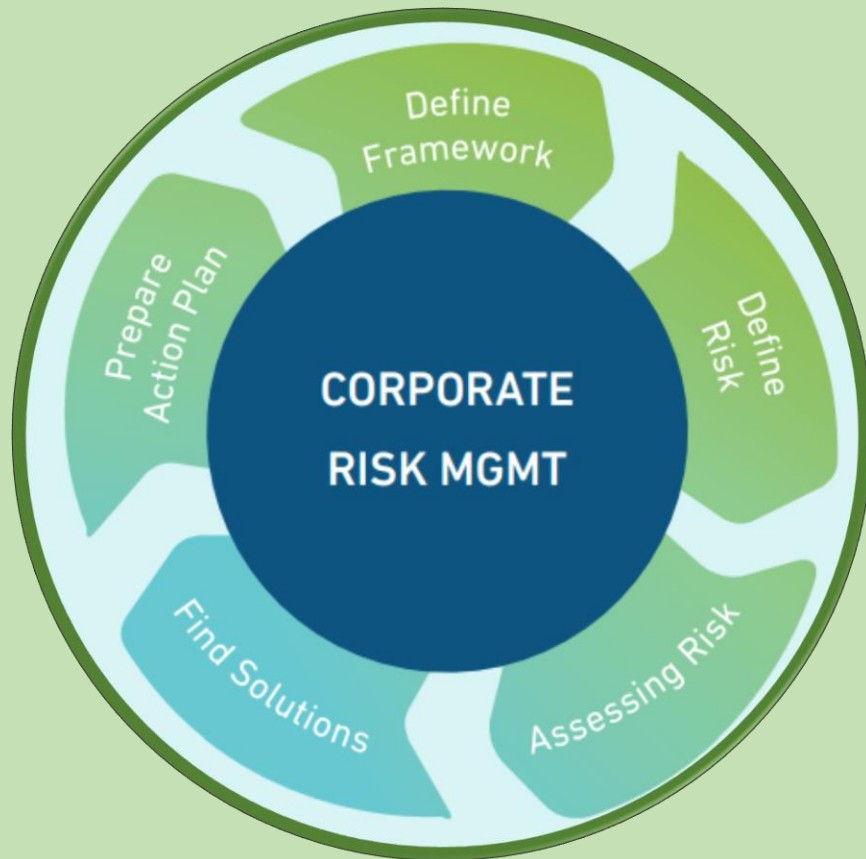 Define
Framework
Define
Risk
Assessing Risk
Find Solutions
Prepare
Action Plan
CORPORATE
RISK MGMT